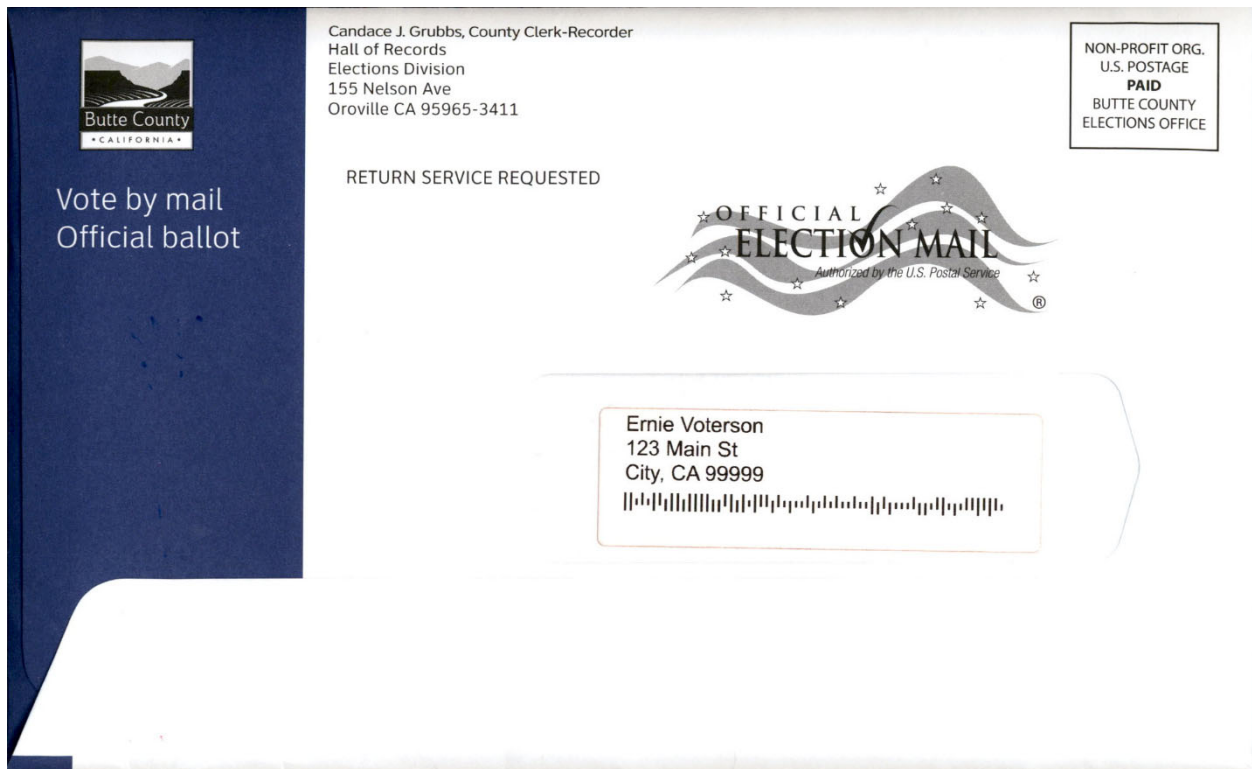 Butte County
•CALIFORNIA•
Vote by mail
Official ballot
Candace J. Grubbs, County Clerk-Recorder
Hall of Records
Elections Division
155 Nelson Ave
Oroville CA 95965-3411
RETURN SERVICE REQUESTED
NON-PROFIT ORG.
U.S. POSTAGE
PAID
BUTTE COUNTY
ELECTIONS OFFICE
OFFICIAL
ELECTION MAIL
Authorized by the U.S. Postal Service
®
Ernie Voterson
123 Main St
City, CA 99999